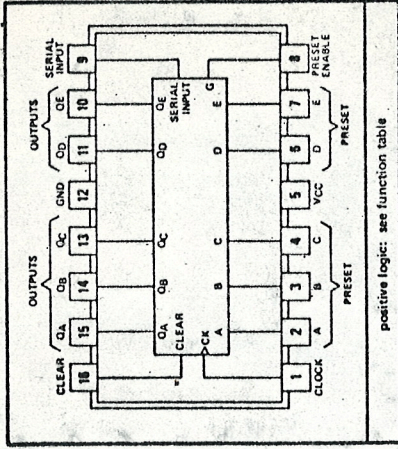 OUTPUTS
OUTPUTS
CLEAR QA QB QC GND QD QE SERIAL INPUT
16 15 14 13 12 11 10 9
QA QB QC QD QE
CLEAR
SERIAL INPUT
CK
G
A B C D E
1 2 3 4 5 6 7 8
CLOCK A B C VCC D E PRESET ENABLE
PRESET
PRESET
positive logic: see function table